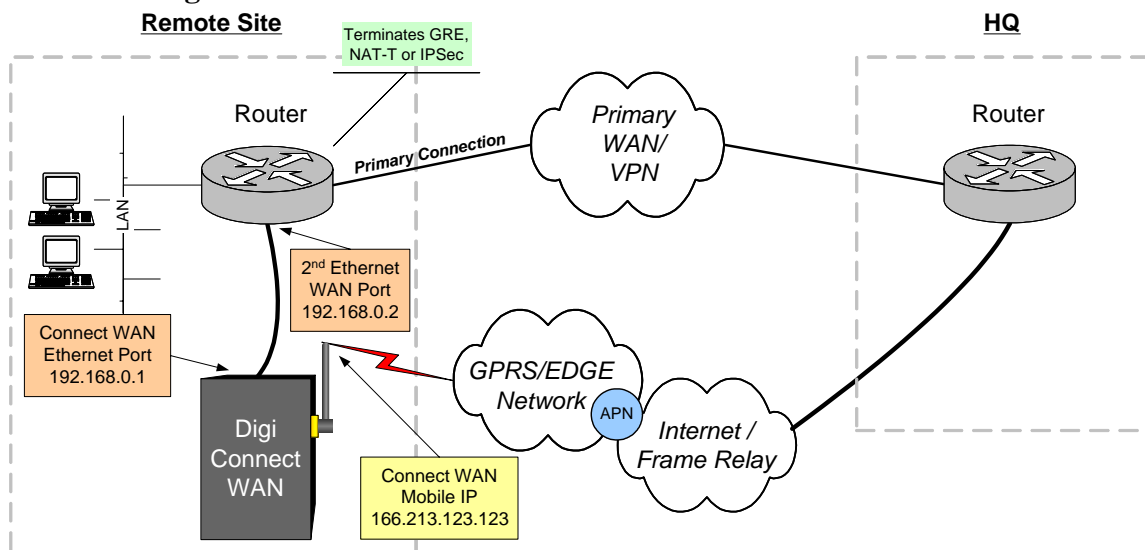 Remote Site
HQ
Terminates GRE,
NAT-T or IPSec
Router
Primary Connection
Primary
WAN/
VPN
Router
LAN
2nd Ethernet
WAN Port
192.168.0.2
Connect WAN
Ethernet Port
192.168.0.1
GPRS/EDGE
Network
APN
Internet /
Frame Relay
Digi
Connect
WAN
Connect WAN
Mobile IP
166.213.123.123